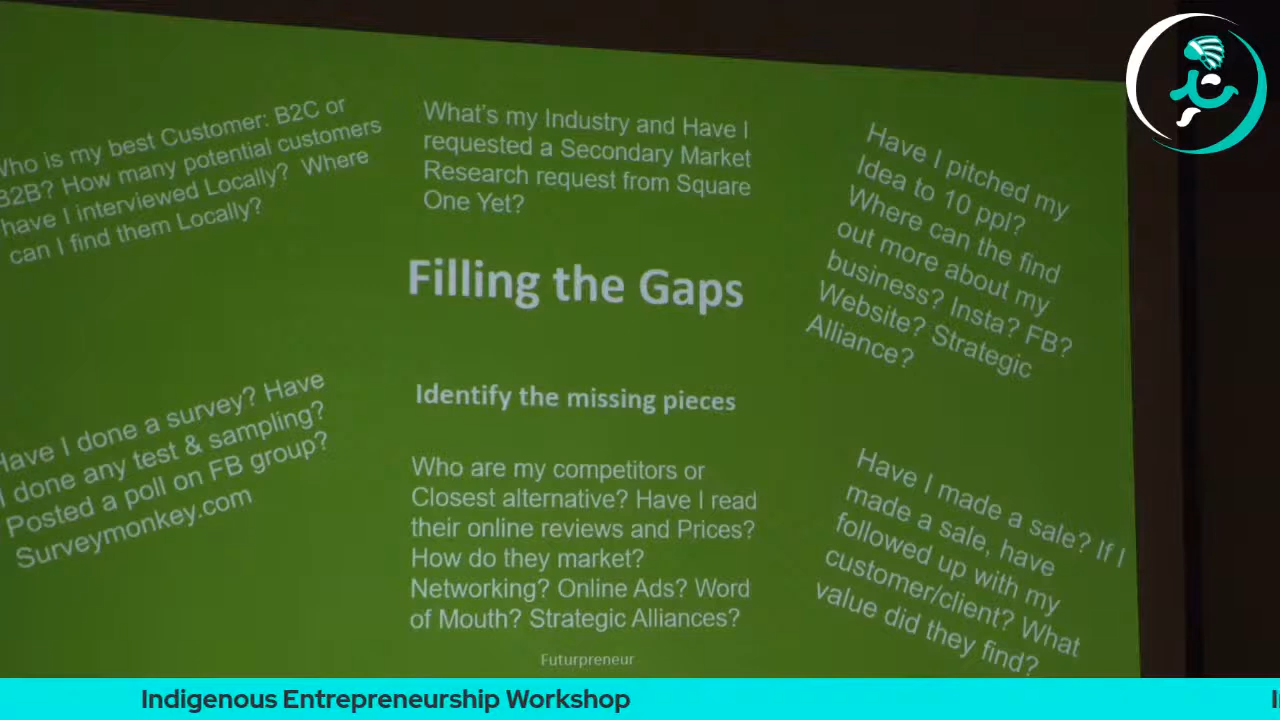 Who is my best Customer: B2C or
B2B? How many potential customers
have I interviewed Locally? Where
can I find them Locally?
What's my Industry and Have I
requested a Secondary Market
Research request from Square
One Yet?
Have I pitched my
Idea to 10 ppl?
Where can the find
out more about my
business? Insta? FB?
Website? Strategic
Alliance?
Filling the Gaps
Identify the missing pieces
Have I done a survey? Have
I done any test & sampling?
Posted a poll on FB group?
Surveymonkey.com
Who are my competitors or
Closest alternative? Have I read
their online reviews and Prices?
How do they market?
Networking? Online Ads? Word
of Mouth? Strategic Alliances?
Have I made a sale? If I
made a sale, have
followed up with my
customer/client? What
value did they find?
Futurpreneur
Indigenous Entrepreneurship Workshop